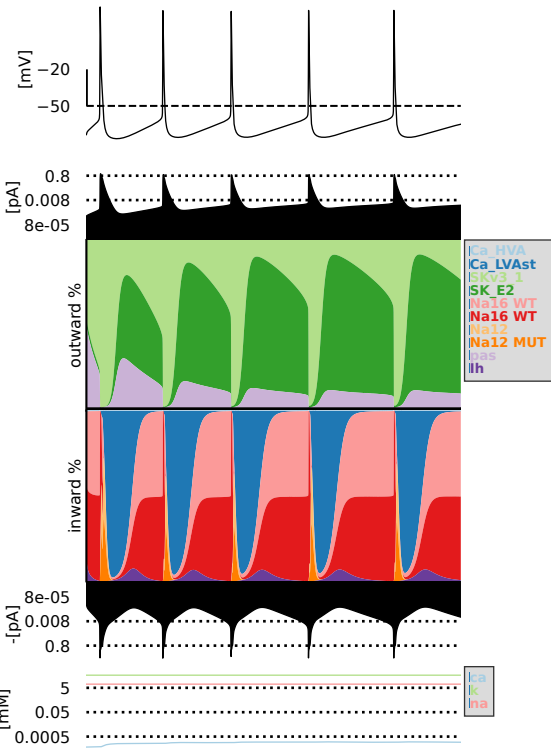 [mV]
−20
−50
[pA]
0.8
0.008
8e-05
outward %
Ca_HVA
Ca_LVAst
SKv3_1
SK_E2
Na16 WT
Na16 WT
Na12
Na12 MUT
pas
Ih
inward %
-[pA]
8e-05
0.008
0.8
[mM]
5
0.05
0.0005
ca
k
na